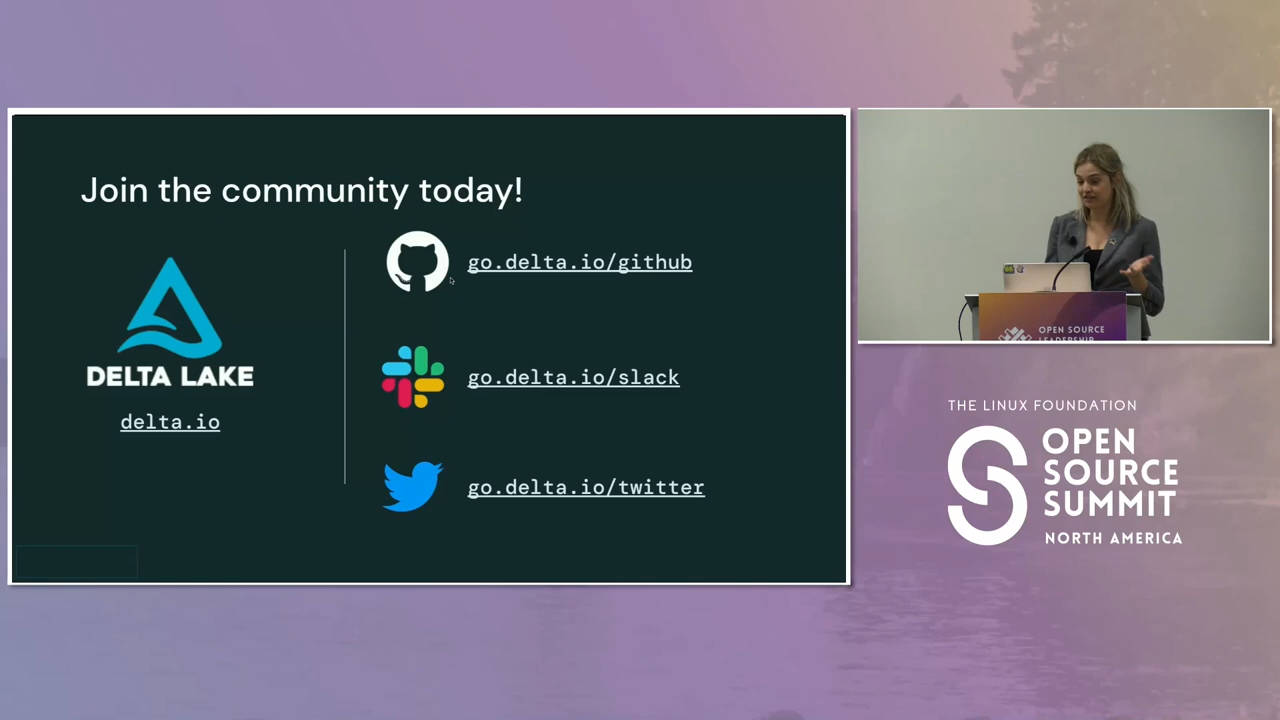 Join the community today!
DELTA LAKE
delta.io
go.delta.io/github
go.delta.io/slack
go.delta.io/twitter
OPEN SOURCE
LEADERSHIP
THE LINUX FOUNDATION
OPEN
SOURCE
SUMMIT
NORTH AMERICA